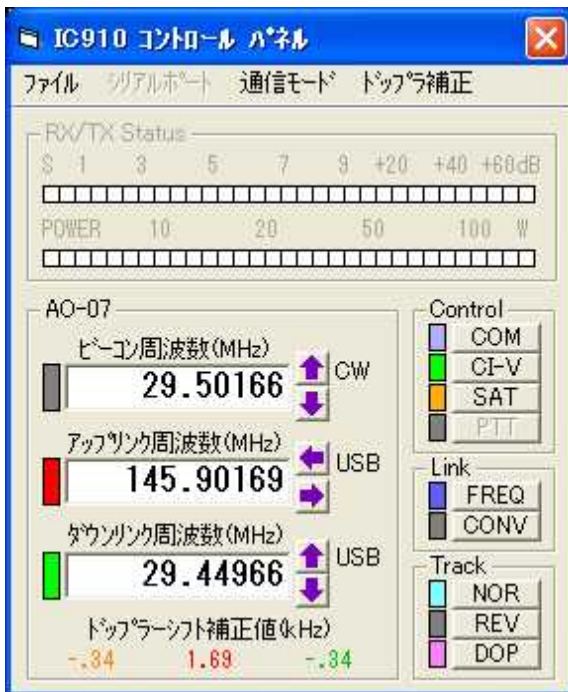 IC910 コントロール パネル
ファイル シリアルポート 通信モード ドップラ補正
RX/TX Status
S 1 3 5 7 9 +20 +40 +60dB
POWER 10 20 50 100 W
AO-07
ビーコン周波数(MHz)
29.50166 CW
アップリンク周波数(MHz)
145.90169 USB
ダウンリンク周波数(MHz)
29.44966 USB
ドップラーシフト補正値(kHz)
-.34 1.69 -.34
Control
COM
CI-V
SAT
PTT
Link
FREQ
CONV
Track
NOR
REV
DOP